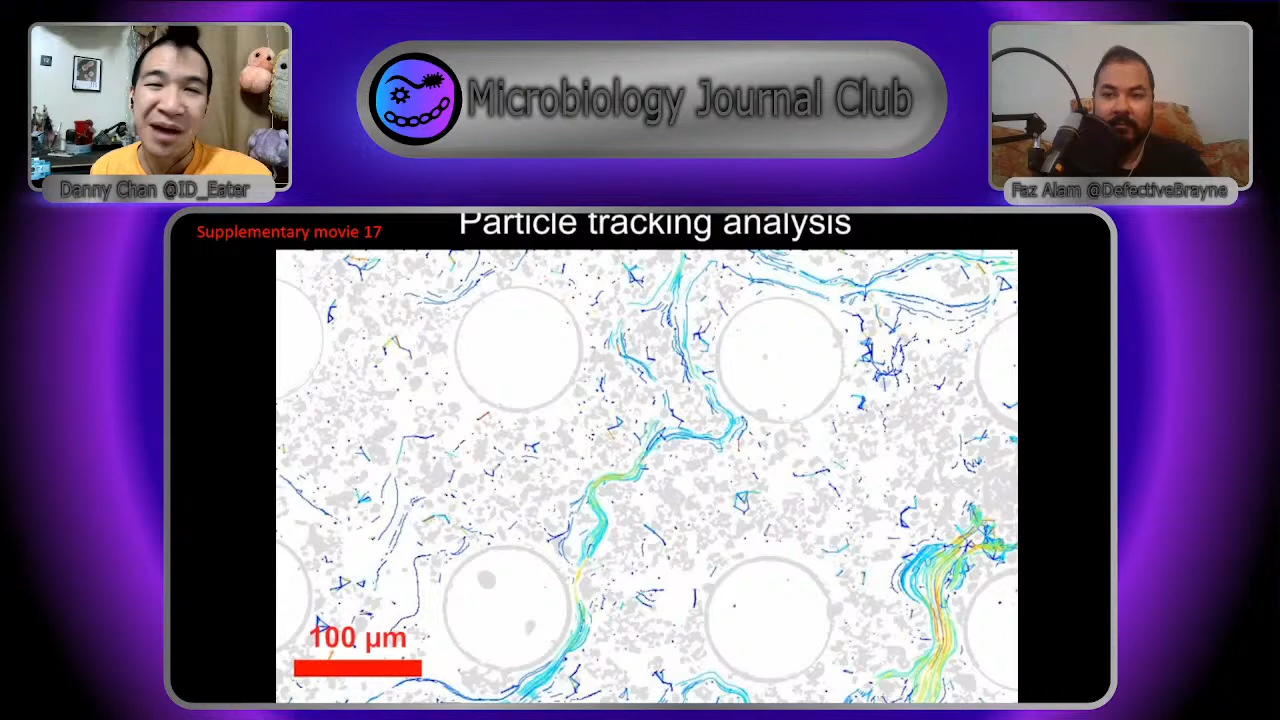 Microbiology Journal Club
Danny Chan @ID_Eater
Faz Alam @DefectiveBrayne
Supplementary movie 17
Particle tracking analysis
100 µm